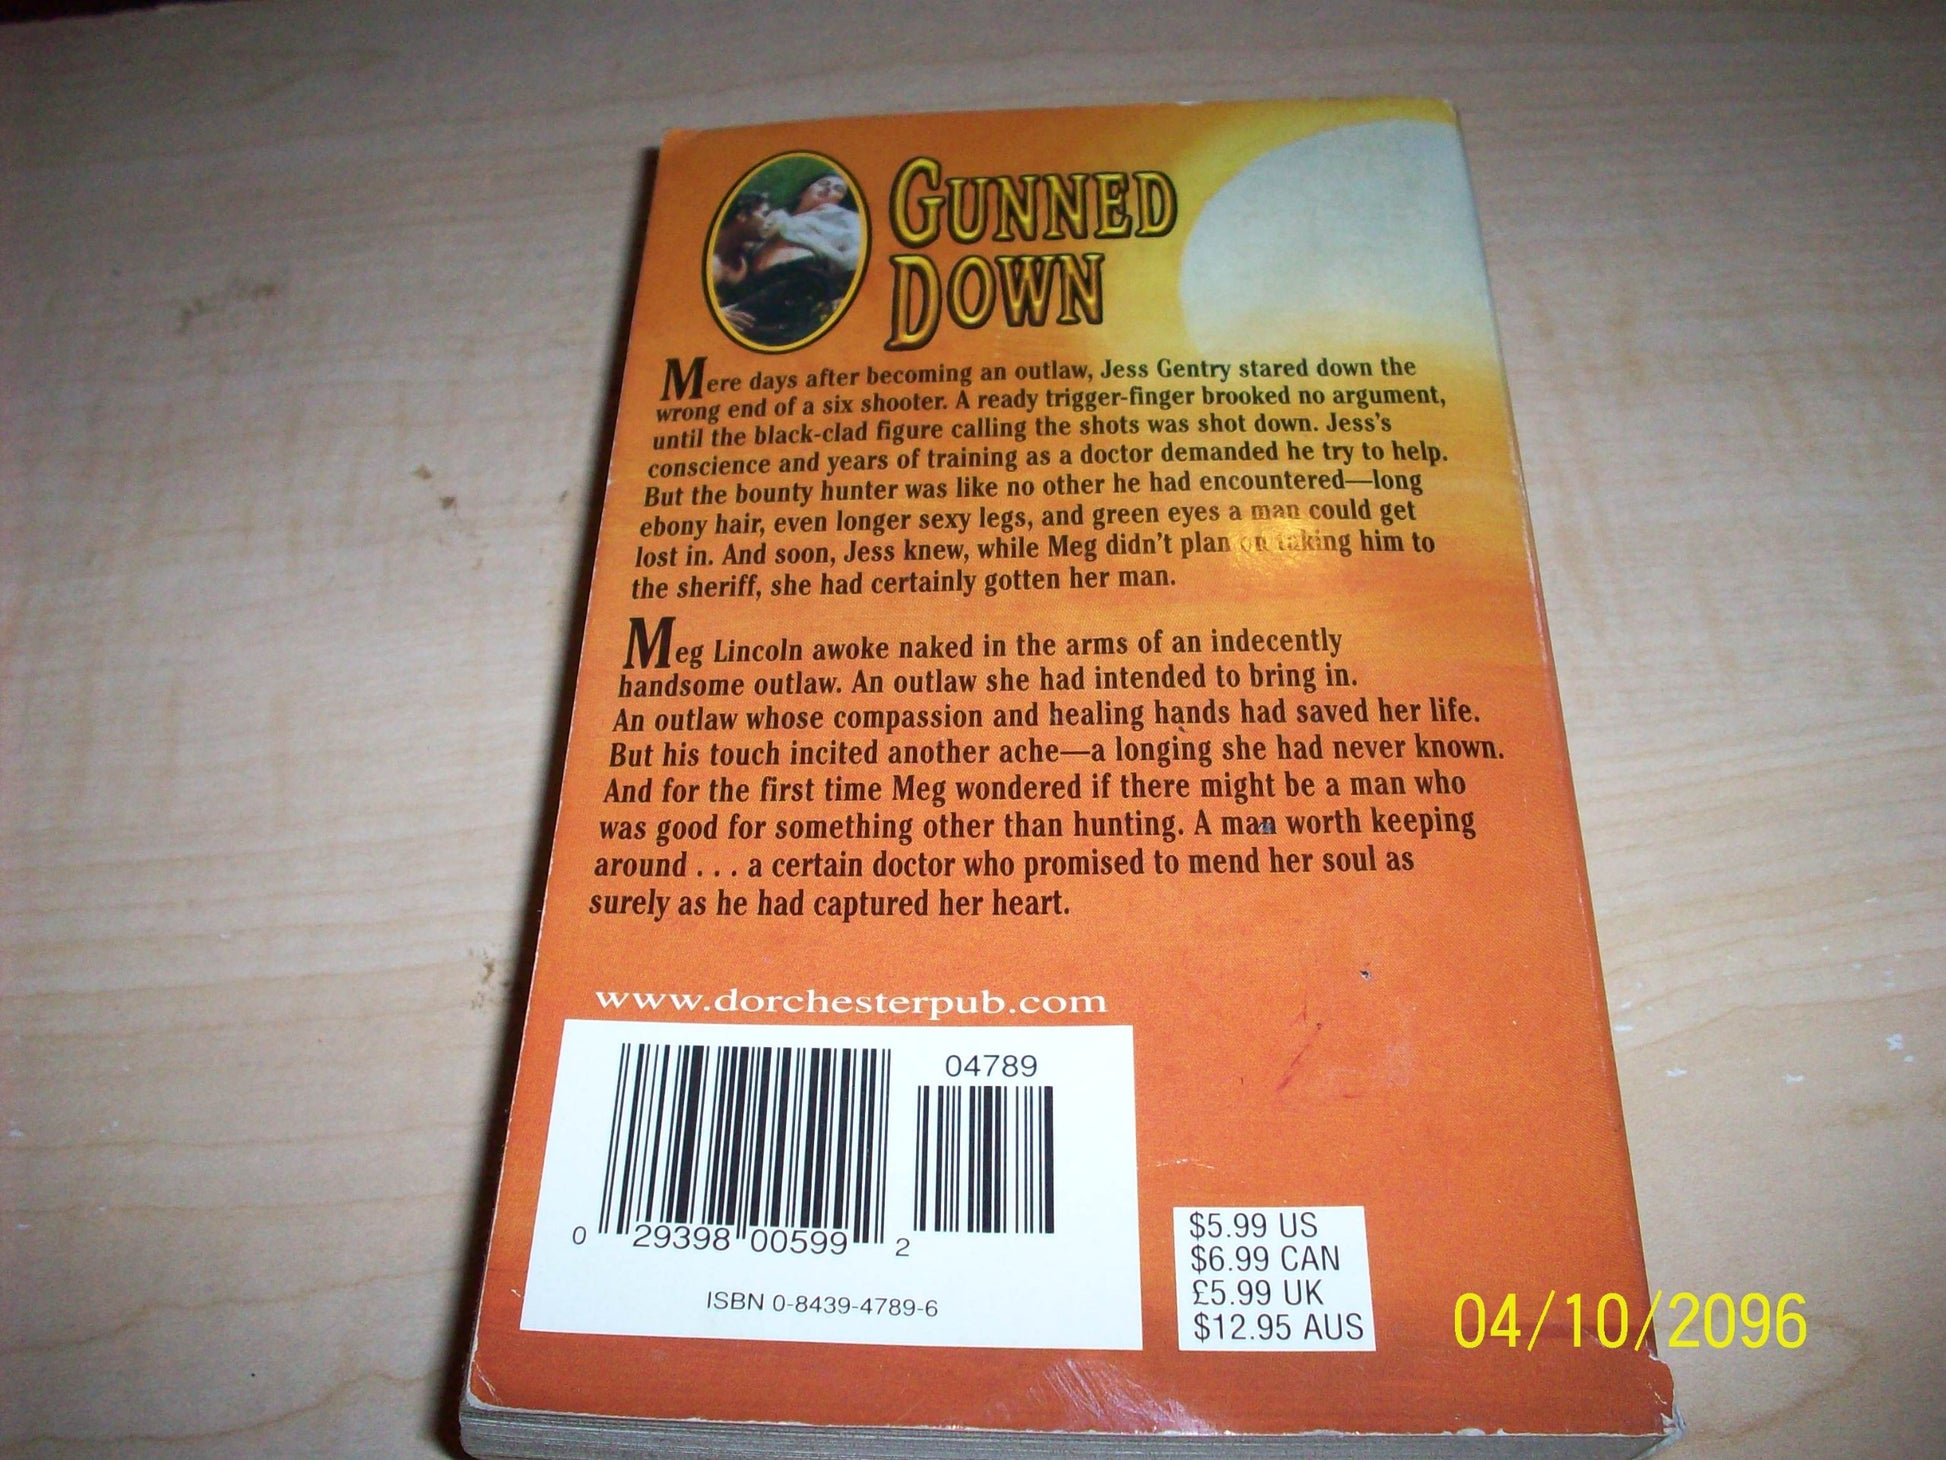 GUNNED
DOWN
Mere days after becoming an outlaw, Jess Gentry stared down the
wrong end of a six shooter. A ready trigger-finger brooked no argument,
until the black-clad figure calling the shots was shot down. Jess's
conscience and years of training as a doctor demanded he try to help.
But the bounty hunter was like no other he had encountered—long
ebony hair, even longer sexy legs, and green eyes a man could get
lost in. And soon, Jess knew, while Meg didn't plan on taking him to
the sheriff, she had certainly gotten her man.
Meg Lincoln awoke naked in the arms of an indecently
handsome outlaw. An outlaw she had intended to bring in.
An outlaw whose compassion and healing hands had saved her life.
But his touch incited another ache—a longing she had never known.
And for the first time Meg wondered if there might be a man who
was good for something other than hunting. A man worth keeping
around . . . a certain doctor who promised to mend her soul as
surely as he had captured her heart.
www.dorchesterpub.com
04789
0 29398 00599 2
ISBN 0-8439-4789-6
$5.99 US
$6.99 CAN
£5.99 UK
$12.95 AUS
04/10/2096